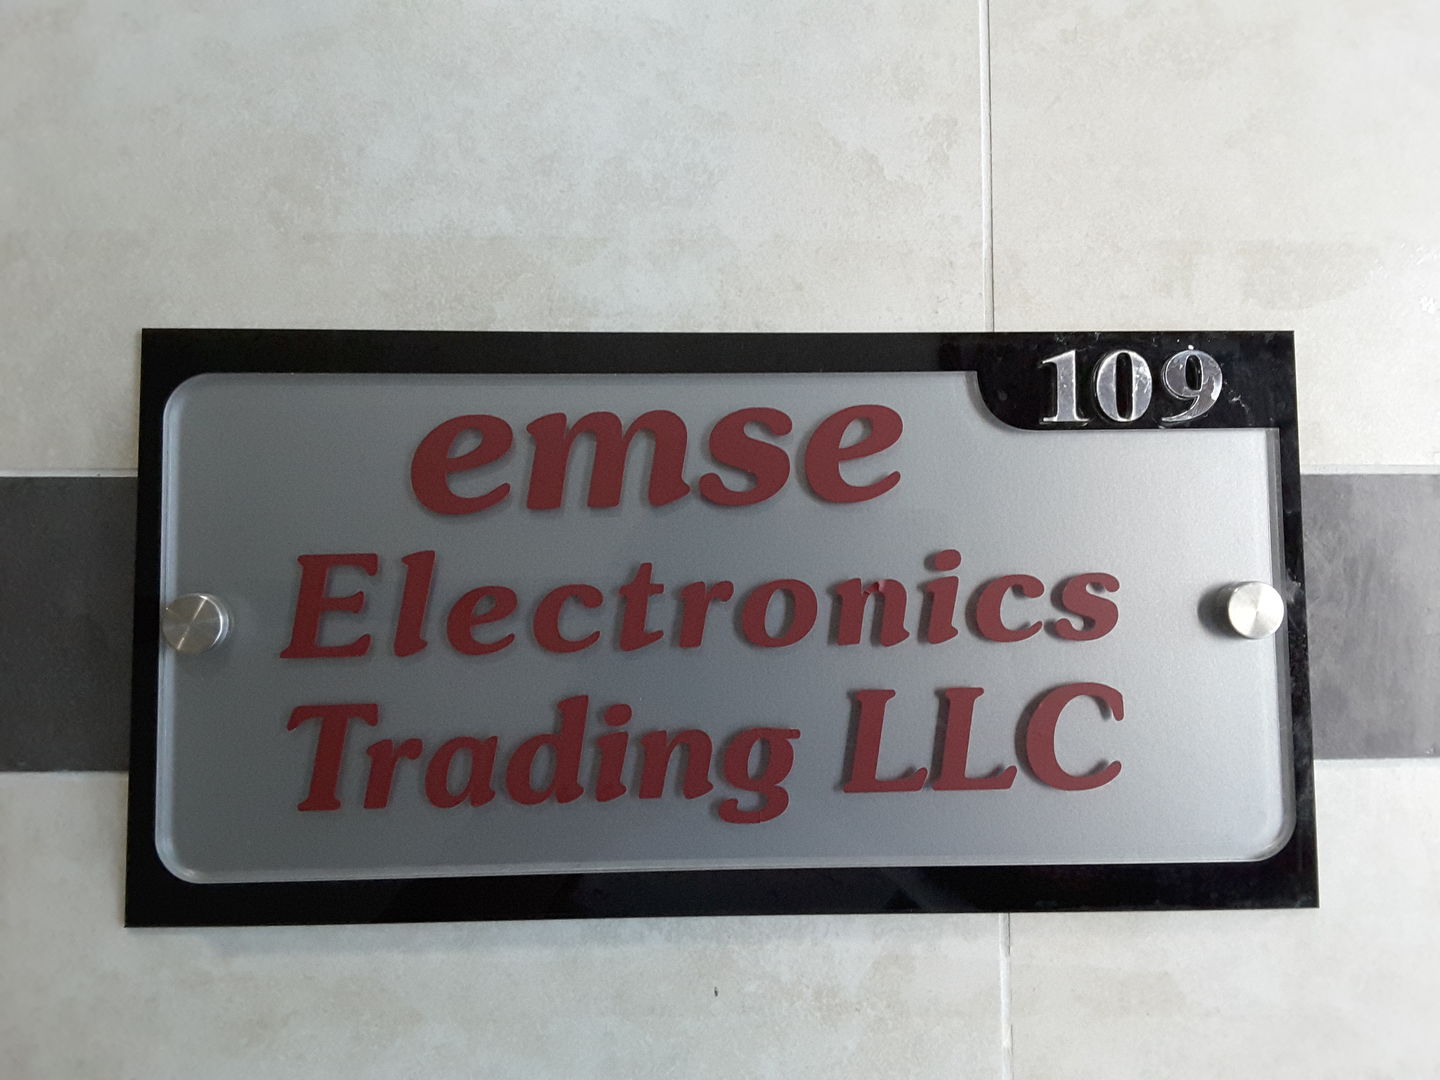 109
emse
Electronics
Trading LLC